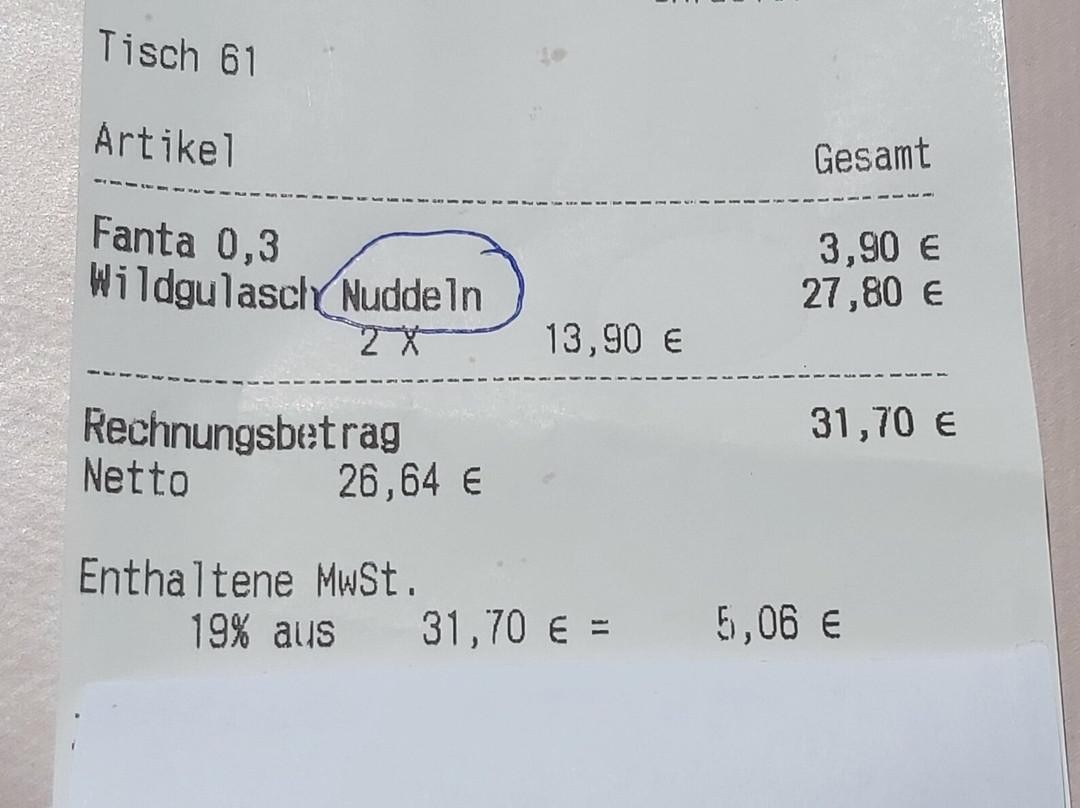 Tisch 61
Artikel Gesamt
Fanta 0,3 3,90 €
Wildgulasch Nuddeln 27,80 €
2 X 13,90 €
Rechnungsbetrag 31,70 €
Netto 26,64 €
Enthaltene MwSt.
19% aus 31,70 € = 5,06 €